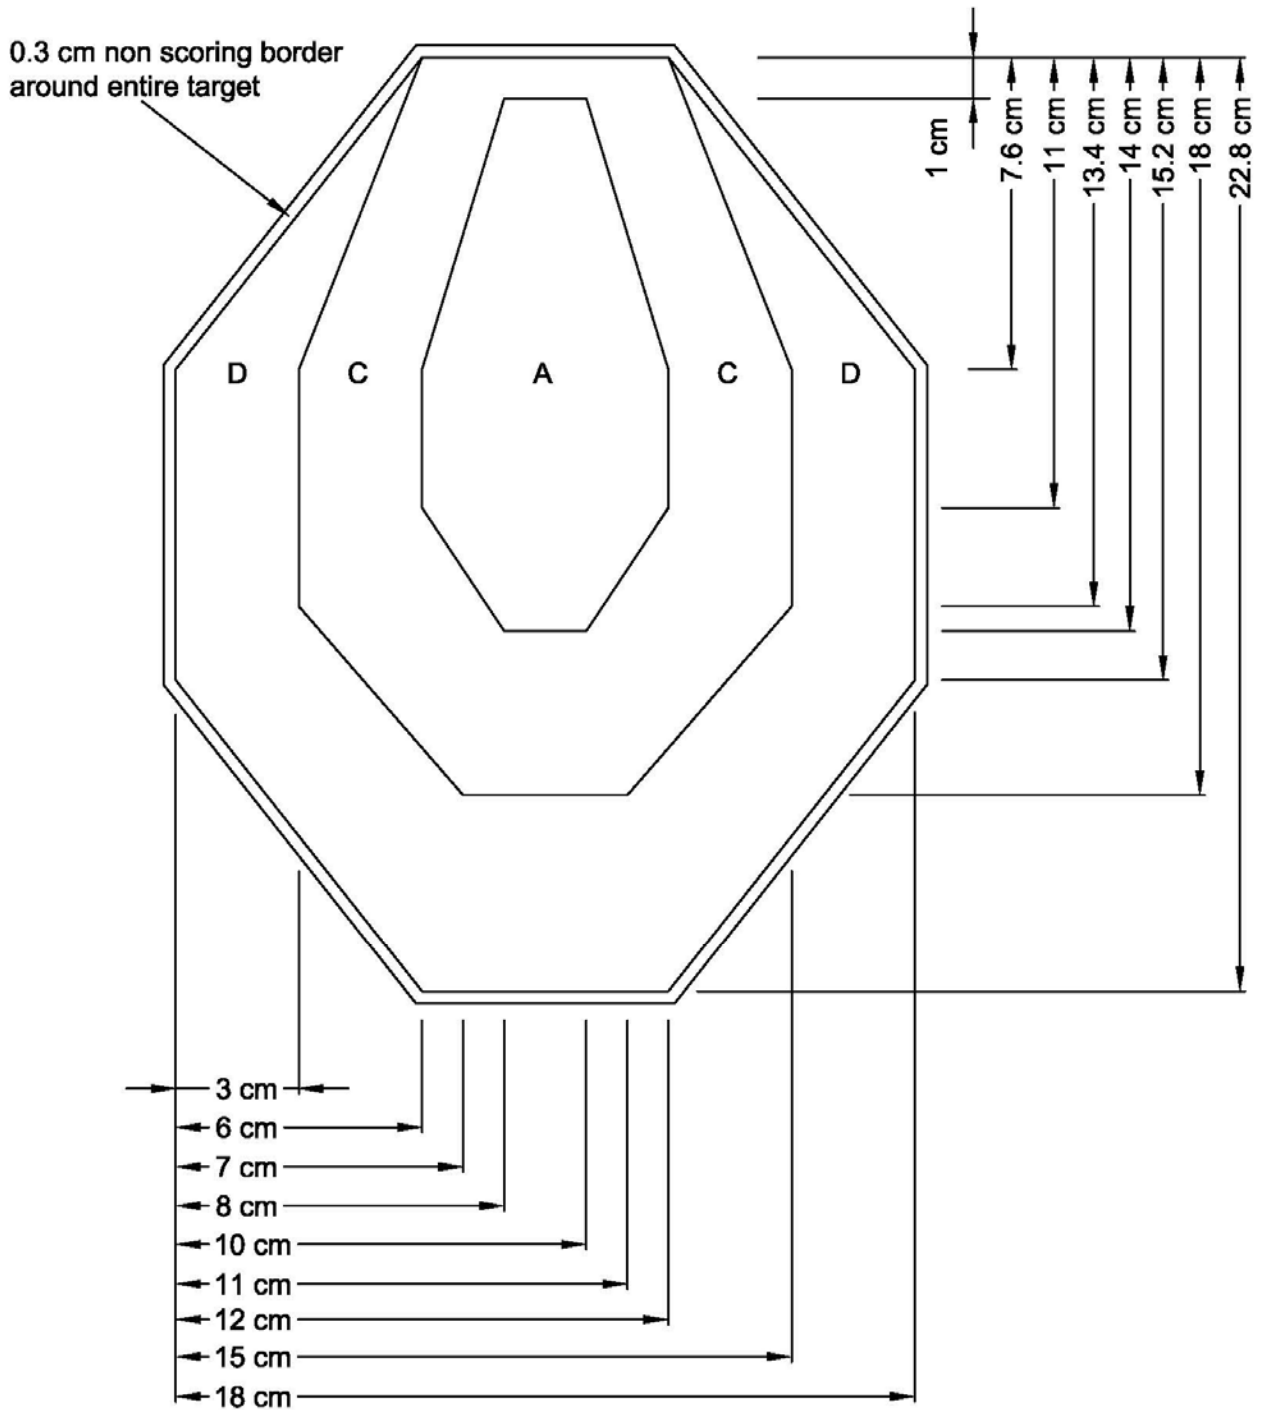 0.3 cm non scoring border
around entire target
1 cm
7.6 cm
11 cm
13.4 cm
14 cm
15.2 cm
18 cm
22.8 cm
D
C
A
C
D
3 cm
6 cm
7 cm
8 cm
10 cm
11 cm
12 cm
15 cm
18 cm